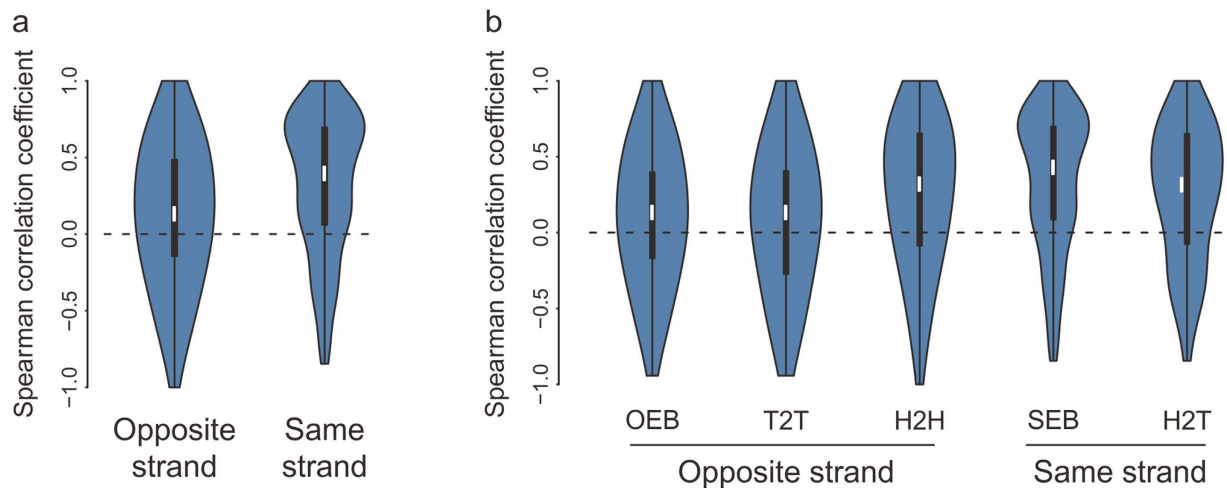 a
Spearman correlation coefficient
1.0
0.5
0.0
−0.5
−1.0
Opposite
strand
Same
strand
b
Spearman correlation coefficient
1.0
0.5
0.0
−0.5
−1.0
OEB
T2T
H2H
SEB
H2T
Opposite strand
Same strand